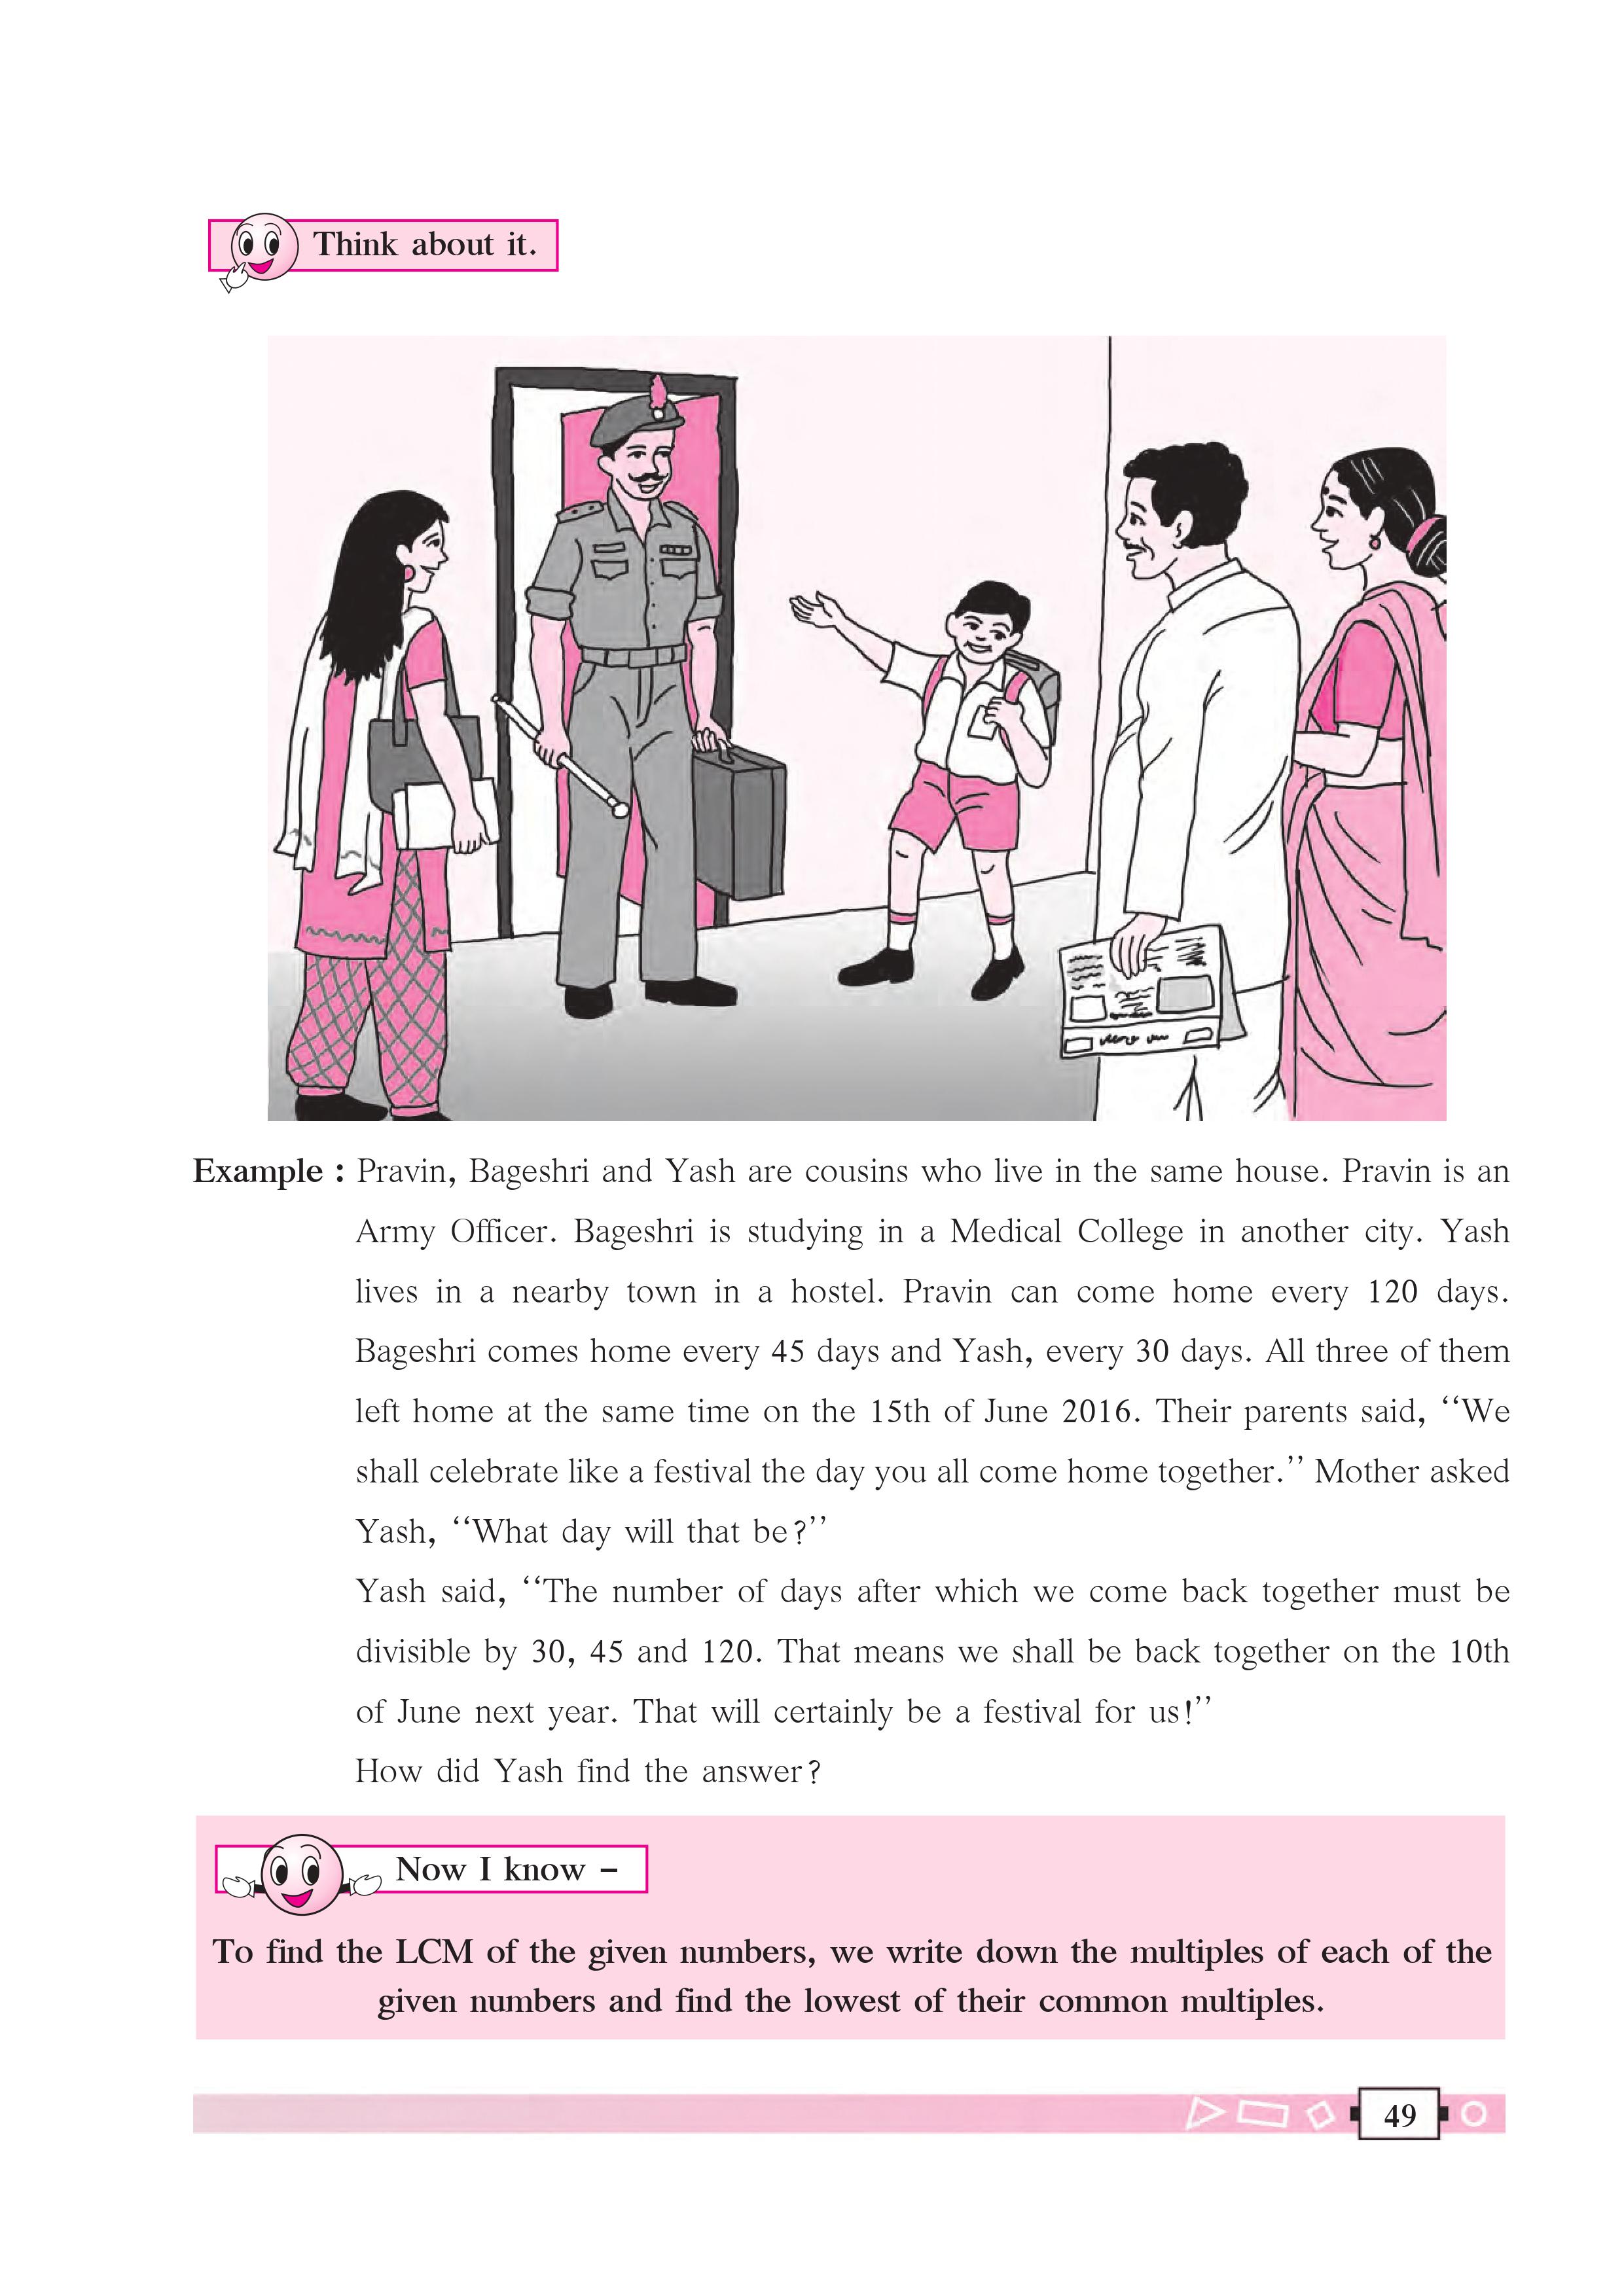 Think about it.
Example : Pravin, Bageshri and Yash are cousins who live in the same house. Pravin is an
Army Officer. Bageshri is studying in a Medical College in another city. Yash
lives in a nearby town in a hostel. Pravin can come home every 120 days.
Bageshri comes home every 45 days and Yash, every 30 days. All three of them
left home at the same time on the 15th of June 2016. Their parents said, ‘‘We
shall celebrate like a festival the day you all come home together.’’ Mother asked
Yash, ‘‘What day will that be?’’
Yash said, ‘‘The number of days after which we come back together must be
divisible by 30, 45 and 120. That means we shall be back together on the 10th
of June next year. That will certainly be a festival for us!’’
How did Yash find the answer?
Now I know –
To find the LCM of the given numbers, we write down the multiples of each of the
given numbers and find the lowest of their common multiples.
49